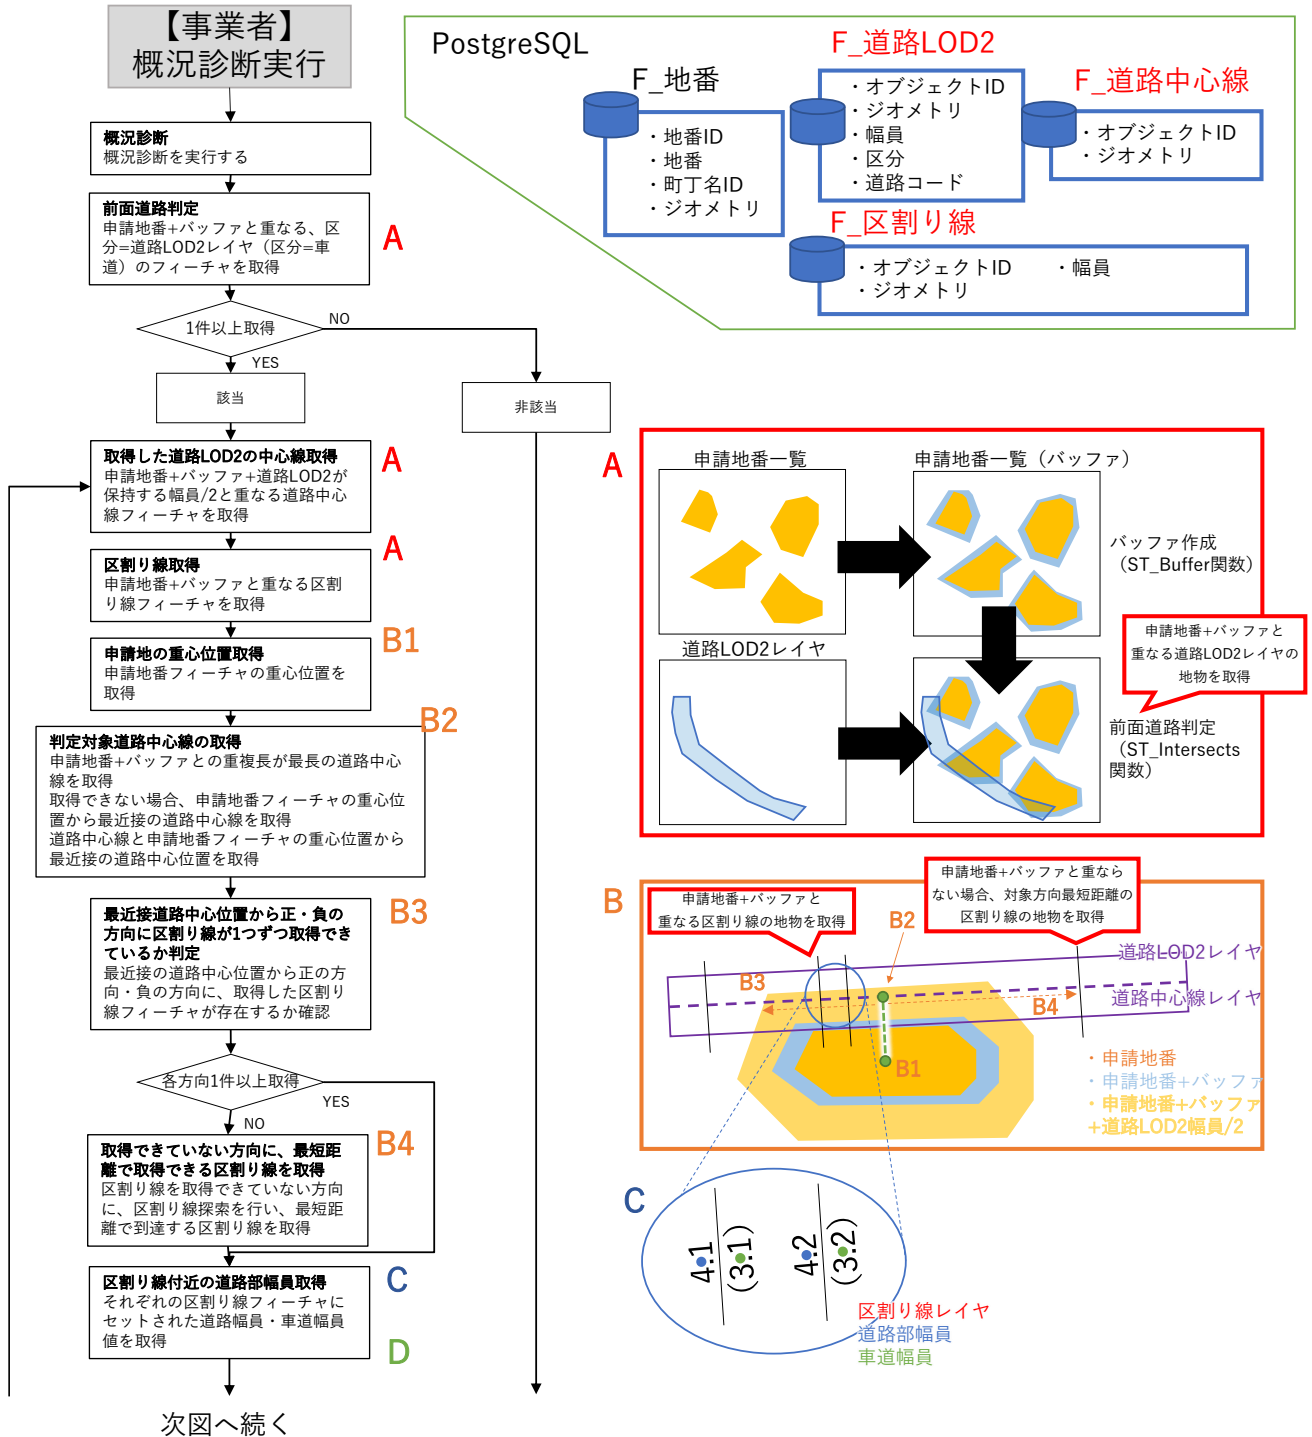 【事業者】
概況診断実行
概況診断
概況診断を実行する
前面道路判定
申請地番+バッファと重なる、区
分=道路LOD2レイヤ（区分=車
道）のフィーチャを取得
A
1件以上取得
NO
YES
該当
非該当
取得した道路LOD2の中心線取得
申請地番+バッファ+道路LOD2が
保持する幅員/2と重なる道路中心
線フィーチャを取得
A
区割り線取得
申請地番+バッファと重なる区割
り線フィーチャを取得
A
申請地の重心位置取得
申請地番フィーチャの重心位置を
取得
B1
判定対象道路中心線の取得
申請地番+バッファとの重複長が最長の道路中心
線を取得
取得できない場合、申請地番フィーチャの重心位
置から最近接の道路中心線を取得
道路中心線と申請地番フィーチャの重心位置から
最近接の道路中心位置を取得
B2
最近接道路中心位置から正・負の
方向に区割り線が1つずつ取得でき
ているか判定
最近接の道路中心位置から正の方
向・負の方向に、取得した区割り
線フィーチャが存在するか確認
B3
各方向1件以上取得
YES
NO
取得できていない方向に、最短距
離で取得できる区割り線を取得
区割り線を取得できていない方向
に、区割り線探索を行い、最短距
離で到達する区割り線を取得
B4
区割り線付近の道路部幅員取得
それぞれの区割り線フィーチャに
セットされた道路幅員・車道幅員
値を取得
C
D
次図へ続く
PostgreSQL
F_地番
・地番ID
・地番
・町丁名ID
・ジオメトリ
F_道路LOD2
・オブジェクトID
・ジオメトリ
・幅員
・区分
・道路コード
F_道路中心線
・オブジェクトID
・ジオメトリ
F_区割り線
・オブジェクトID ・幅員
・ジオメトリ
A
申請地番一覧
申請地番一覧（バッファ）
バッファ作成
（ST_Buffer関数）
申請地番+バッファと
重なる道路LOD2レイヤの
地物を取得
道路LOD2レイヤ
前面道路判定
（ST_Intersects
関数）
B
申請地番+バッファと
重なる区割り線の地物を取得
申請地番+バッファと重なら
ない場合、対象方向最短距離の
区割り線の地物を取得
B2
道路LOD2レイヤ
B3
B4
道路中心線レイヤ
B1
・申請地番
・申請地番+バッファ
・申請地番+バッファ
+道路LOD2幅員/2
C
4.1
(3.1)
4.2
(3.2)
区割り線レイヤ
道路部幅員
車道幅員